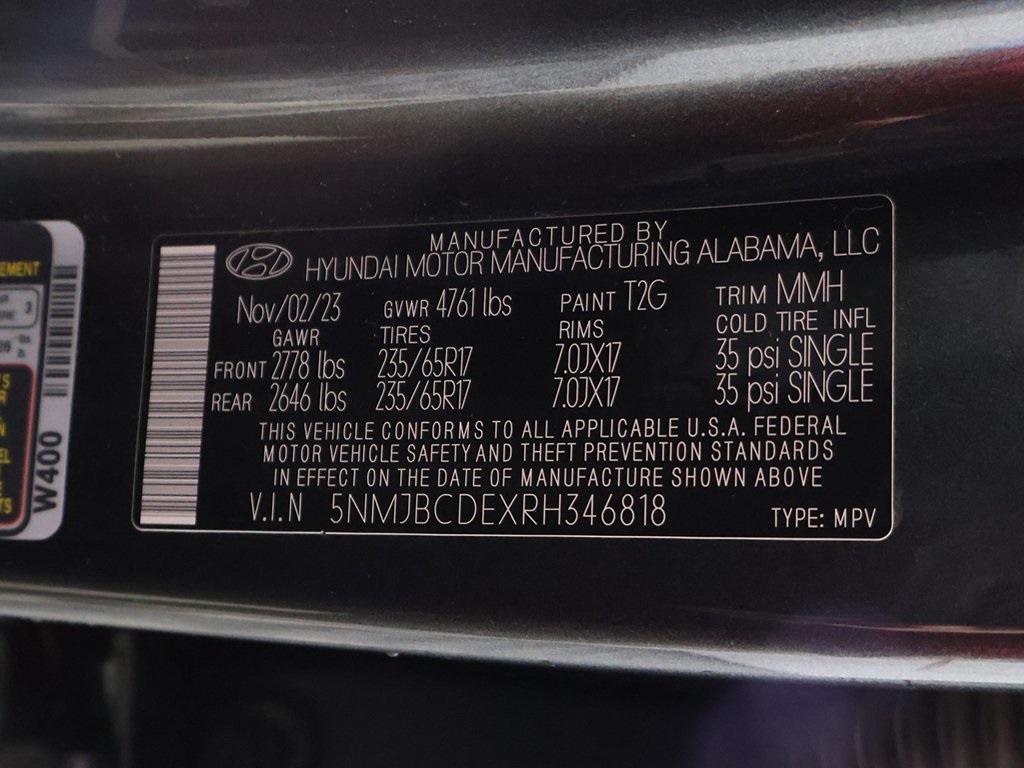 MANUFACTURED BY
HYUNDAI MOTOR MANUFACTURING ALABAMA, LLC
Nov/02/23 GVWR 4761 lbs PAINT T2G TRIM MMH
GAWR TIRES RIMS COLD TIRE INFL
FRONT 2778 lbs 235/65R17 7.0JX17 35 psi SINGLE
REAR 2646 lbs 235/65R17 7.0JX17 35 psi SINGLE
THIS VEHICLE CONFORMS TO ALL APPLICABLE U.S.A. FEDERAL
MOTOR VEHICLE SAFETY AND THEFT PREVENTION STANDARDS
IN EFFECT ON THE DATE OF MANUFACTURE SHOWN ABOVE
V.I.N 5NMJBCDEXRH346818 TYPE: MPV
W400